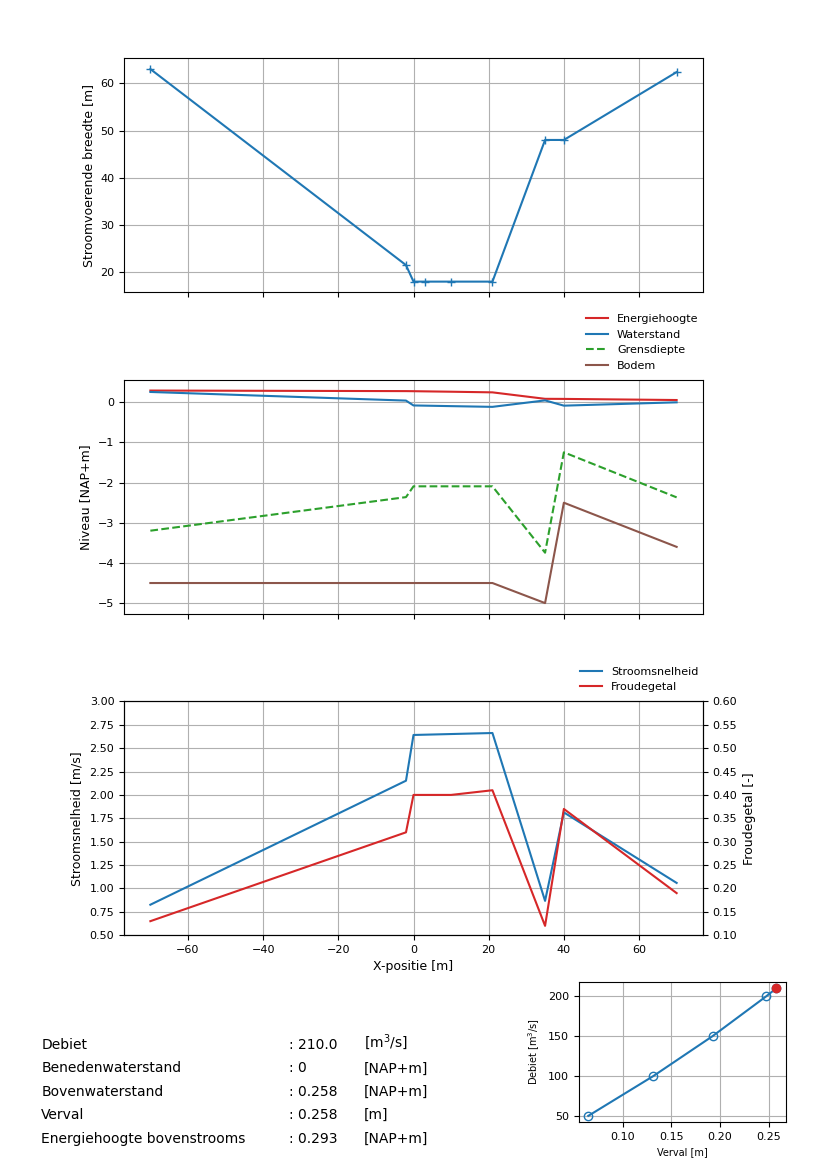 Stroomvoerende breedte [m]
60
50
40
30
20
Energiehoogte
Waterstand
Grensdiepte
Bodem
Niveau [NAP+m]
0
−1
−2
−3
−4
−5
Stroomsnelheid
Froudegetal
Stroomsnelheid [m/s]
3.00
2.75
2.50
2.25
2.00
1.75
1.50
1.25
1.00
0.75
0.50
0.60
0.55
0.50
0.45
0.40
0.35
0.30
0.25
0.20
0.15
0.10
Froudegetal [-]
−60 −40 −20 0 20 40 60
X-positie [m]
Debiet : 210.0 [m³/s]
Benedenwaterstand : 0 [NAP+m]
Bovenwaterstand : 0.258 [NAP+m]
Verval : 0.258 [m]
Energiehoogte bovenstrooms : 0.293 [NAP+m]
Debiet [m³/s]
200
150
100
50
0.10 0.15 0.20 0.25
Verval [m]